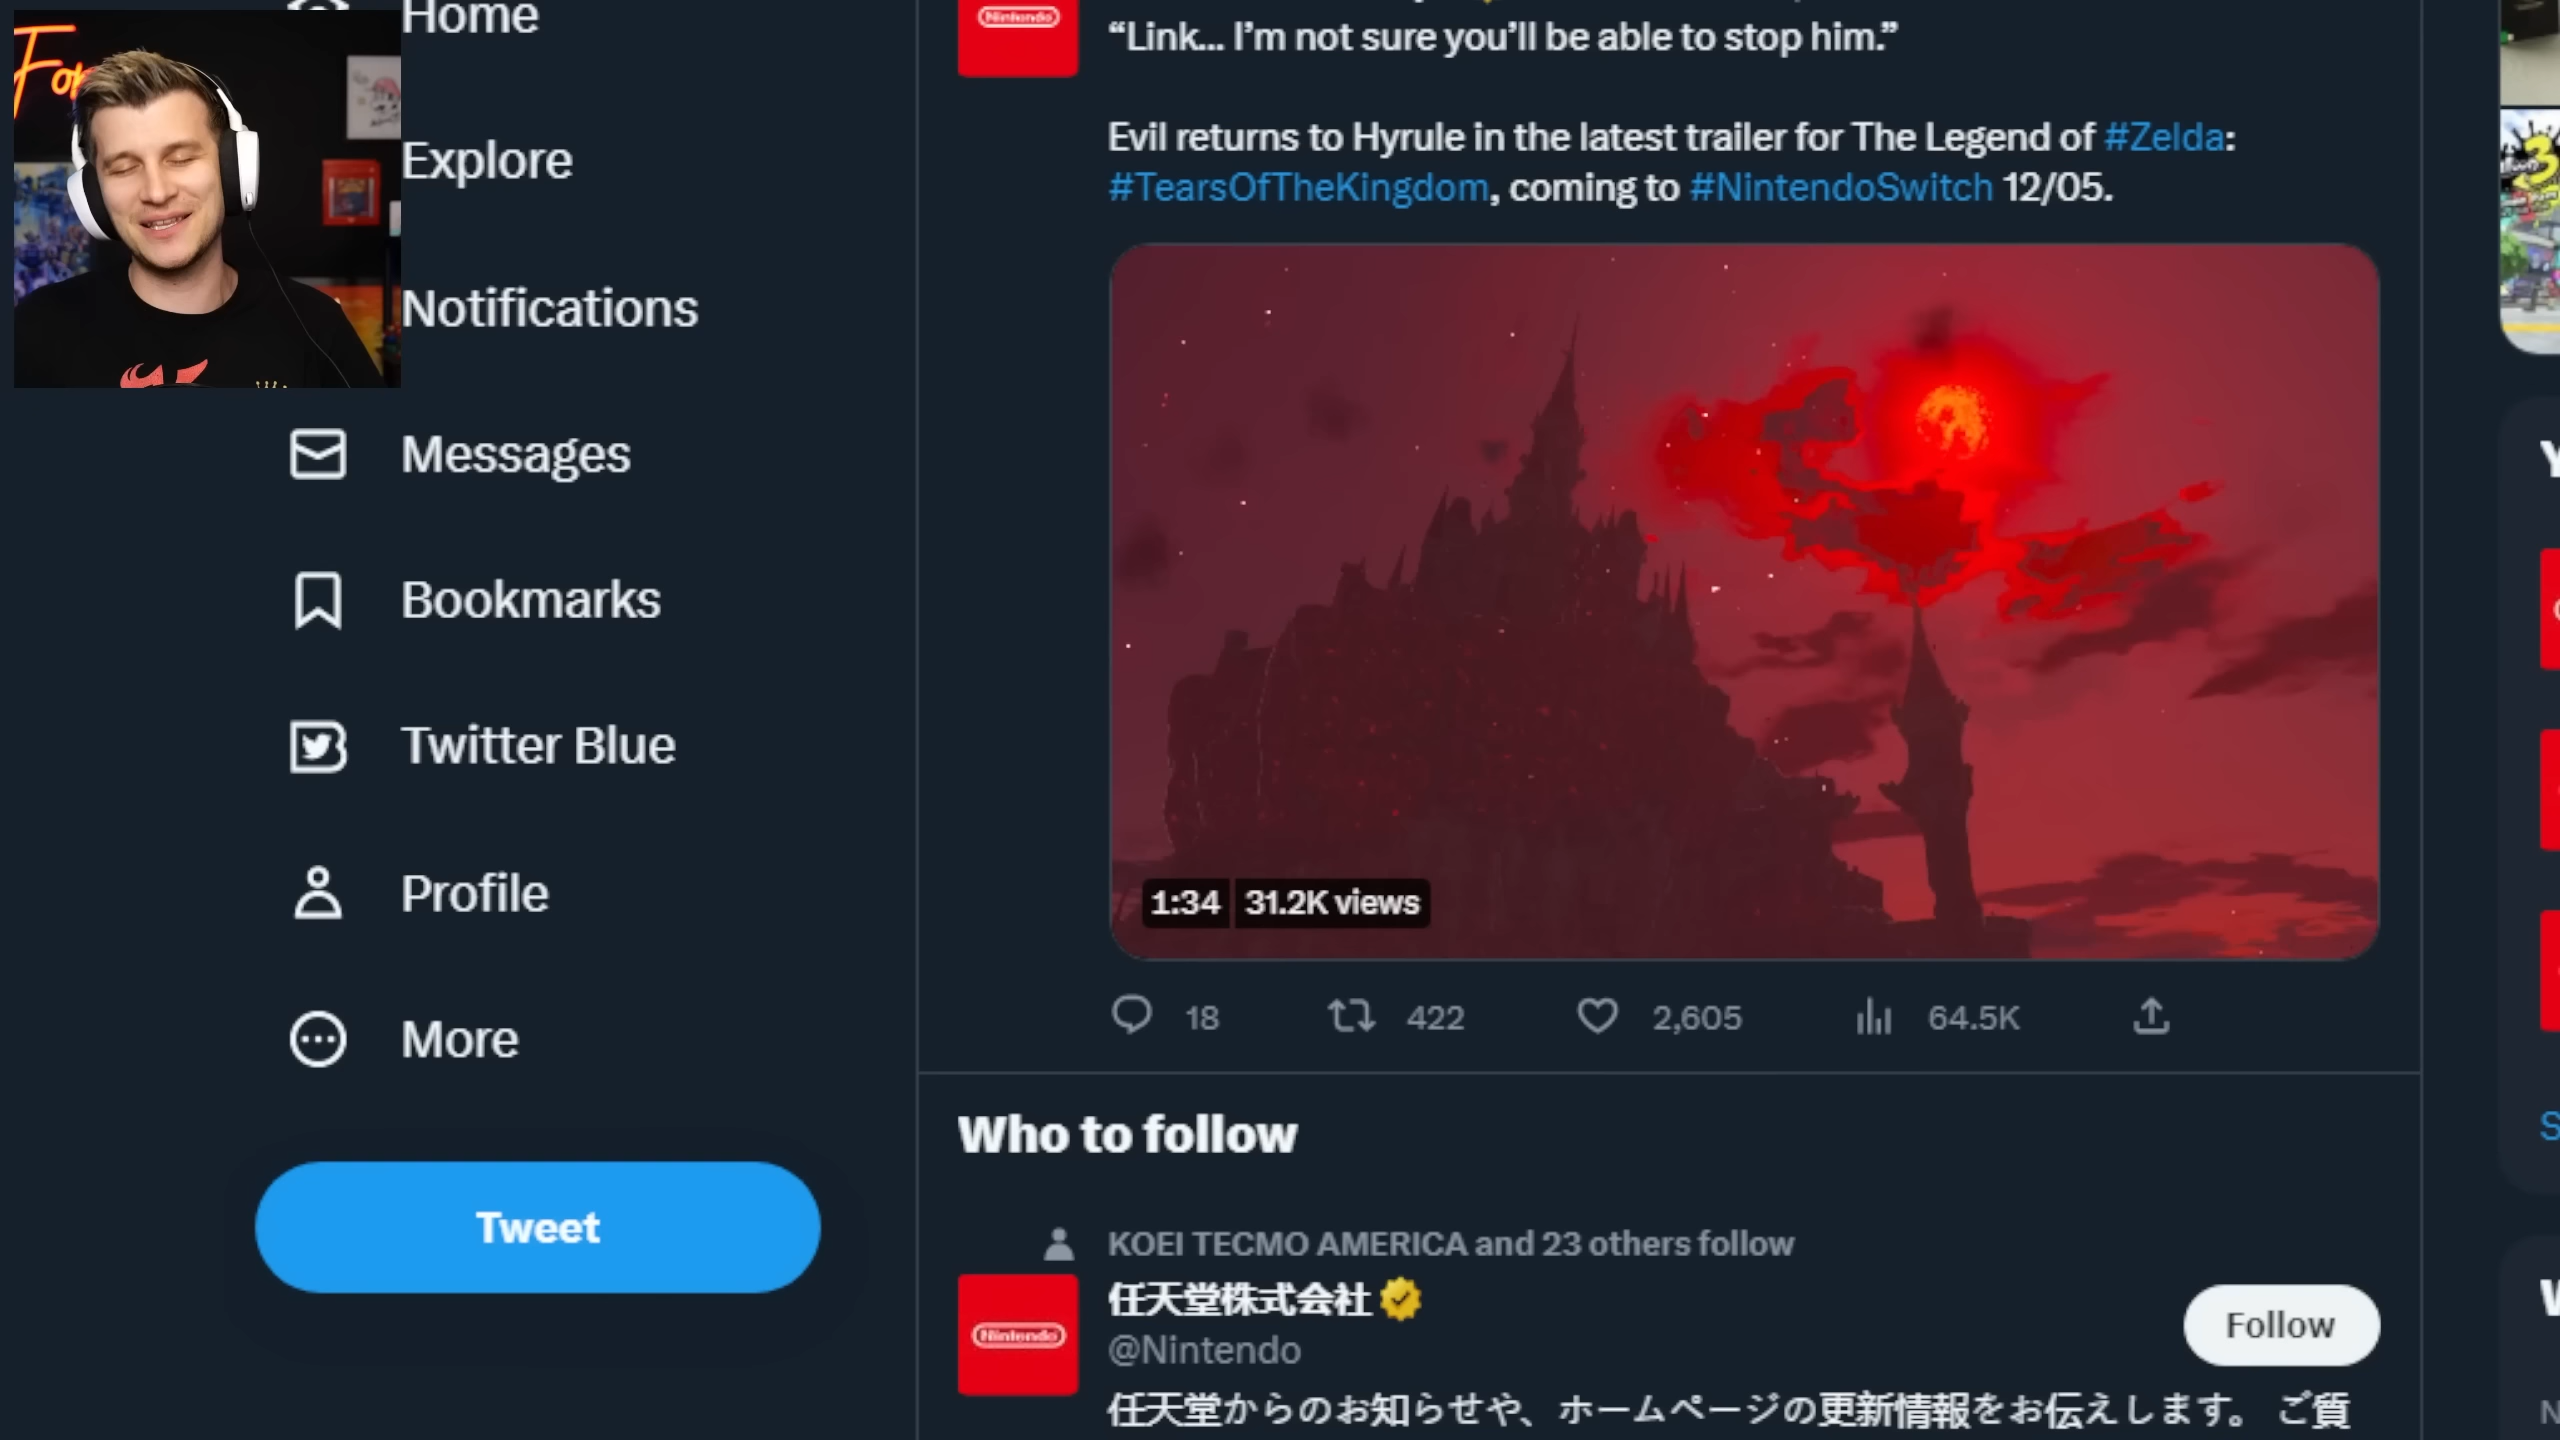 Home
Explore
Notifications
Messages
Bookmarks
Twitter Blue
Profile
More
Tweet
Nintendo
“Link... I’m not sure you’ll be able to stop him.”
Evil returns to Hyrule in the latest trailer for The Legend of #Zelda:
#TearsOfTheKingdom, coming to #NintendoSwitch 12/05.
1:34 31.2K views
18 422 2,605 64.5K
Who to follow
KOEI TECMO AMERICA and 23 others follow
任天堂株式会社
Nintendo
@Nintendo
Follow
任天堂からのお知らせや、ホームページの更新情報をお伝えします。 ご質